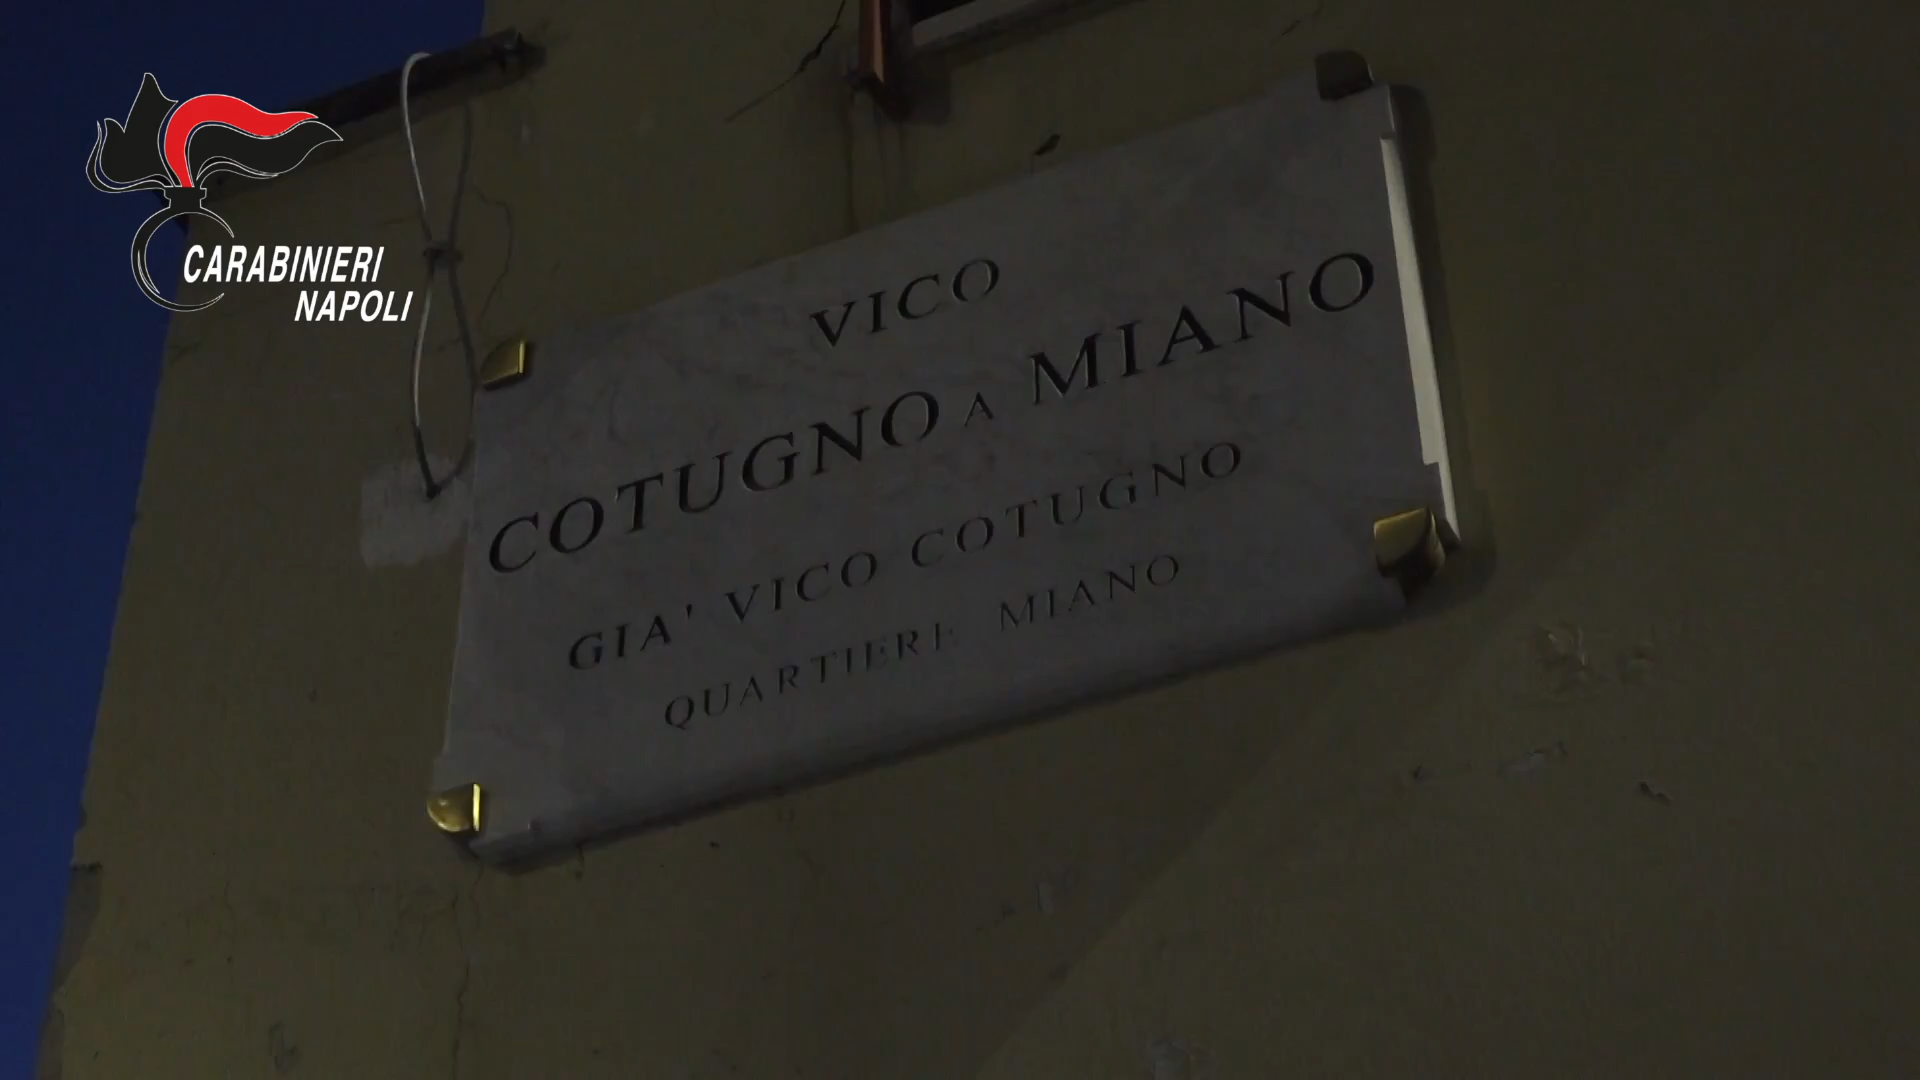 CARABINIERI
NAPOLI
VICO
COTUGNO A MIANO
GIA' VICO COTUGNO
QUARTIERE MIANO